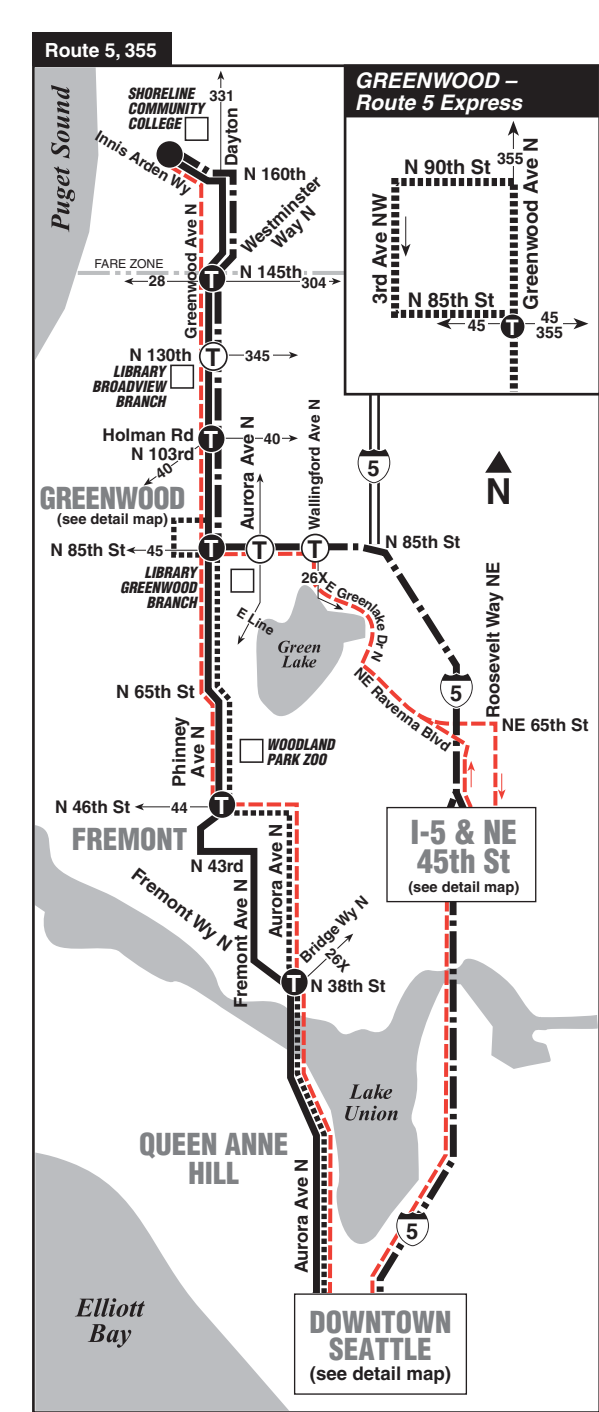 Route 5, 355
Puget Sound
SHORELINE
COMMUNITY
COLLEGE
331
Dayton
Innis Arden Wy
N 160th
Westminster
Way N
Greenwood Ave N
FARE ZONE
28
T
N 145th
304
N 130th
T
345
LIBRARY
BROADVIEW
BRANCH
Holman Rd
N 103rd
T
40
40
Aurora Ave N
Wallingford Ave N
GREENWOOD
(see detail map)
N 85th St
45
T
T
T
N 85th St
LIBRARY
GREENWOOD
BRANCH
E Line
26X
E Greenlake Dr N
Green
Lake
NE Ravenna Blvd
Roosevelt Way NE
5
5
N
NE 65th St
N 65th St
Phinney
Ave N
WOODLAND
PARK ZOO
N 46th St
44
T
FREMONT
N 43rd
Fremont Wy N
Fremont Ave N
Aurora Ave N
Bridge Wy N
26X
T
N 38th St
I-5 & NE
45th St
(see detail map)
Lake
Union
QUEEN ANNE
HILL
Aurora Ave N
5
Elliott
Bay
DOWNTOWN
SEATTLE
(see detail map)
GREENWOOD –
Route 5 Express
355
N 90th St
3rd Ave NW
Greenwood Ave N
N 85th St
45
T
45
355